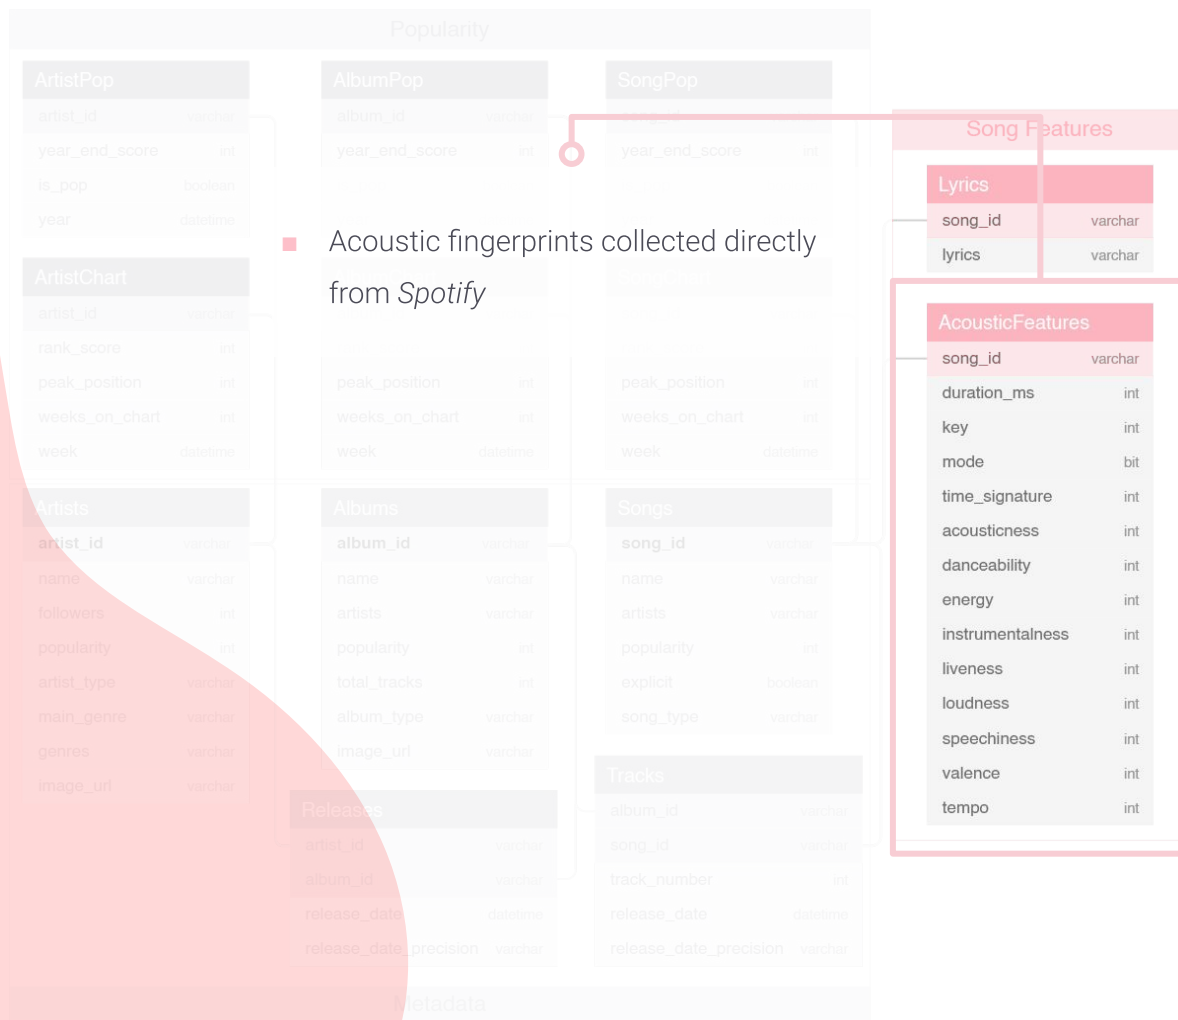 Popularity
ArtistPop
artist_id varchar
year_end_score int
is_pop boolean
year datetime
AlbumPop
album_id varchar
year_end_score int
SongPop
song_id
year_end_score int
Acoustic fingerprints collected directly
from Spotify
ArtistChart
artist_id varchar
rank_score int
peak_position int
weeks_on_chart int
week datetime
peak_position int
weeks_on_chart int
week datetime
peak_position int
weeks_on_chart int
week datetime
Artists
artist_id varchar
name varchar
followers int
popularity int
artist_type varchar
main_genre varchar
genres varchar
image_url varchar
Albums
album_id varchar
name varchar
artists varchar
popularity int
total_tracks int
album_type varchar
image_url varchar
Songs
song_id varchar
name varchar
artists varchar
popularity int
explicit boolean
song_type varchar
Releases
artist_id varchar
album_id varchar
release_date datetime
release_date_precision varchar
Tracks
album_id varchar
song_id varchar
track_number int
release_date datetime
release_date_precision varchar
Metadata
Song Features
Lyrics
song_id varchar
lyrics varchar
AcousticFeatures
song_id varchar
duration_ms int
key int
mode bit
time_signature int
acousticness int
danceability int
energy int
instrumentalness int
liveness int
loudness int
speechiness int
valence int
tempo int